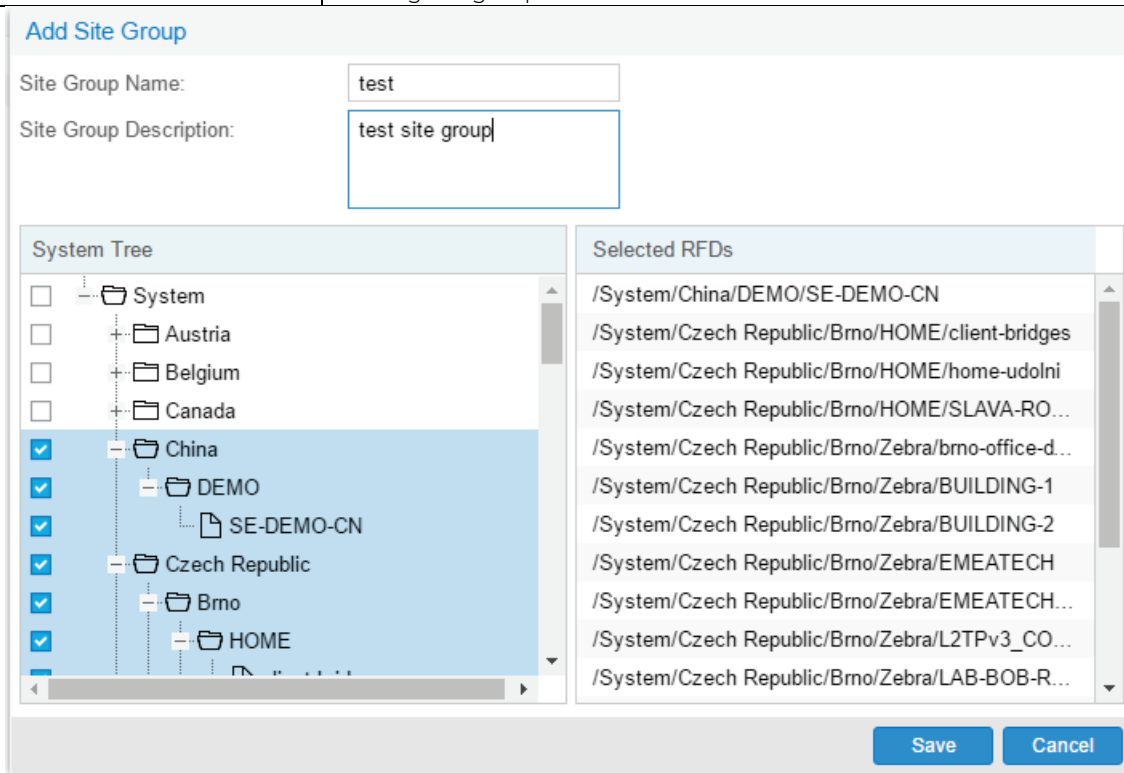 Add Site Group
Site Group Name: test
Site Group Description: test site group
System Tree
System
Austria
Belgium
Canada
China
DEMO
SE-DEMO-CN
Czech Republic
Brno
HOME
Selected RFDs
/System/China/DEMO/SE-DEMO-CN
/System/Czech Republic/Brno/HOME/client-bridges
/System/Czech Republic/Brno/HOME/home-udolni
/System/Czech Republic/Brno/HOME/SLAVA-RO...
/System/Czech Republic/Brno/Zebra/brno-office-d...
/System/Czech Republic/Brno/Zebra/BUILDING-1
/System/Czech Republic/Brno/Zebra/BUILDING-2
/System/Czech Republic/Brno/Zebra/EMEATECH
/System/Czech Republic/Brno/Zebra/EMEATECH...
/System/Czech Republic/Brno/Zebra/L2TPv3_CO...
/System/Czech Republic/Brno/Zebra/LAB-BOB-R...
Save Cancel